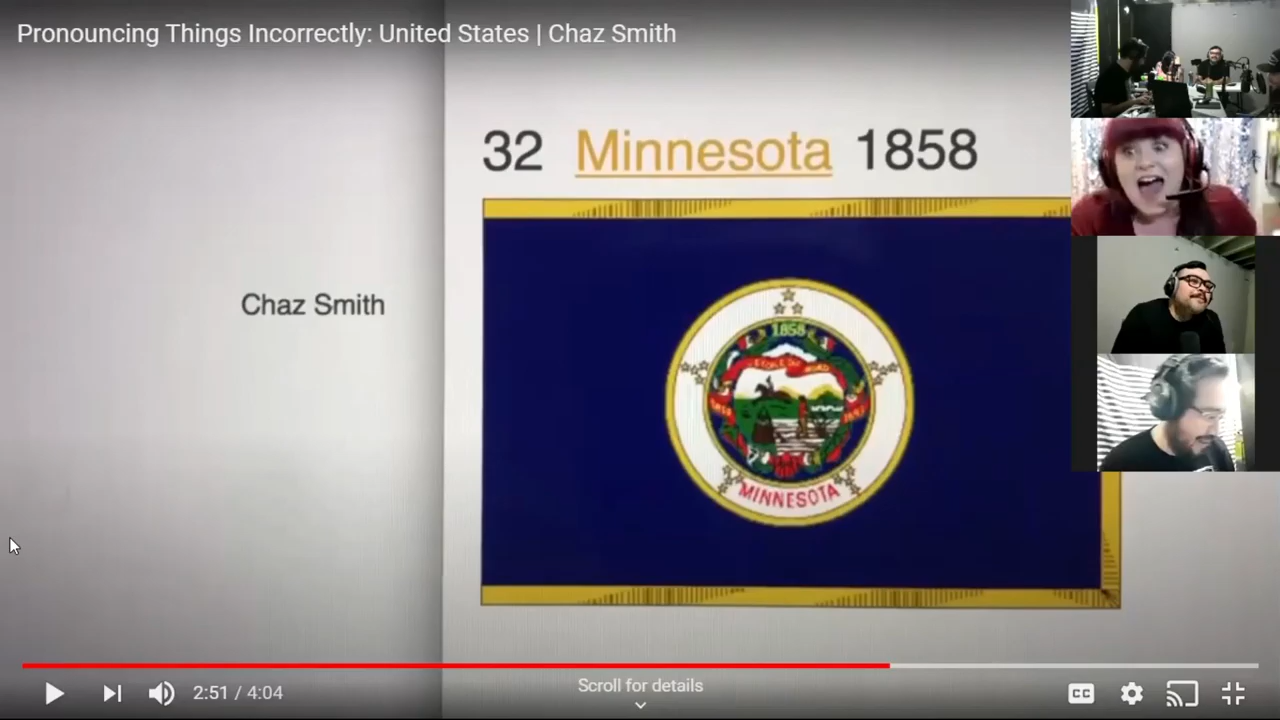 Pronouncing Things Incorrectly: United States | Chaz Smith
32 Minnesota 1858
Chaz Smith
1858
MINNESOTA
2:51 / 4:04
Scroll for details
CC